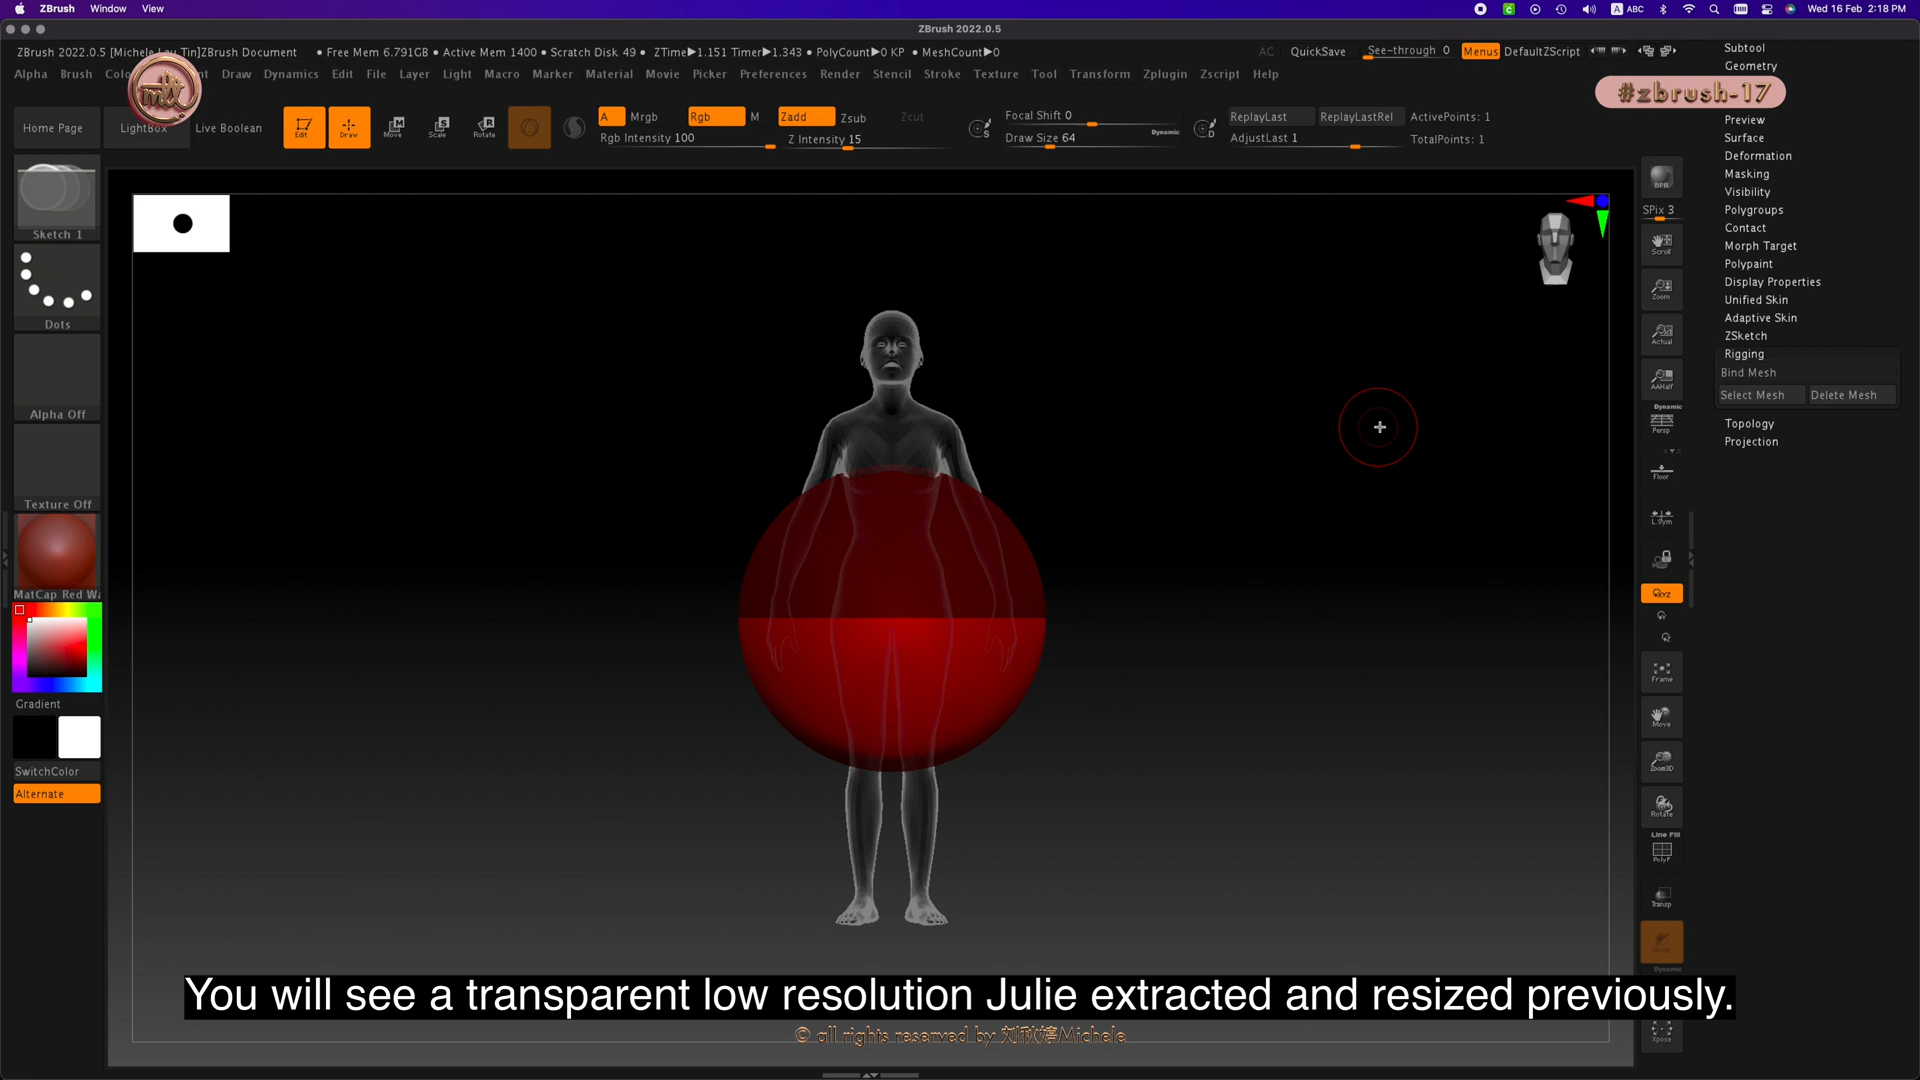 ZBrush Window View
ABC Wed 16 Feb 2:18 PM
ZBrush 2022.0.5
ZBrush 2022.0.5 [Michele Lau Tin]ZBrush Document • Free Mem 6.791GB • Active Mem 1400 • Scratch Disk 49 • ZTime▶1.151 Timer▶1.343 • PolyCount▶0 KP • MeshCount▶0
AC QuickSave See-through 0 Menus DefaultZScript
Alpha Brush Draw Dynamics Edit File Layer Light Macro Marker Material Movie Picker Preferences Render Stencil Stroke Texture Tool Transform Zplugin Zscript Help
mlt
#zbrush-17
Home Page LightBox Live Boolean
Edit Draw Move Scale Rotate
A Mrgb Rgb M
Rgb Intensity 100
Zadd Zsub Zcut
Z Intensity 15
Focal Shift 0
Draw Size 64 Dynamic
ReplayLast ReplayLastRel
AdjustLast 1
ActivePoints: 1
TotalPoints: 1
Sketch 1
Dots
Alpha Off
Texture Off
MatCap Red Wa
Gradient
SwitchColor
Alternate
BPR
SPix 3
Scroll
Zoom
Actual
AAHalf
Dynamic
Persp
Floor
L.Sym
XYZ
Frame
Move
Zoom3D
Rotate
Line Fill
PolyF
Transp
Dynamic
Xpose
Subtool
Geometry
Preview
Surface
Deformation
Masking
Visibility
Polygroups
Contact
Morph Target
Polypaint
Display Properties
Unified Skin
Adaptive Skin
ZSketch
Rigging
Bind Mesh
Select Mesh Delete Mesh
Topology
Projection
You will see a transparent low resolution Julie extracted and resized previously.
© all rights reserved by 刘秋婷Michele